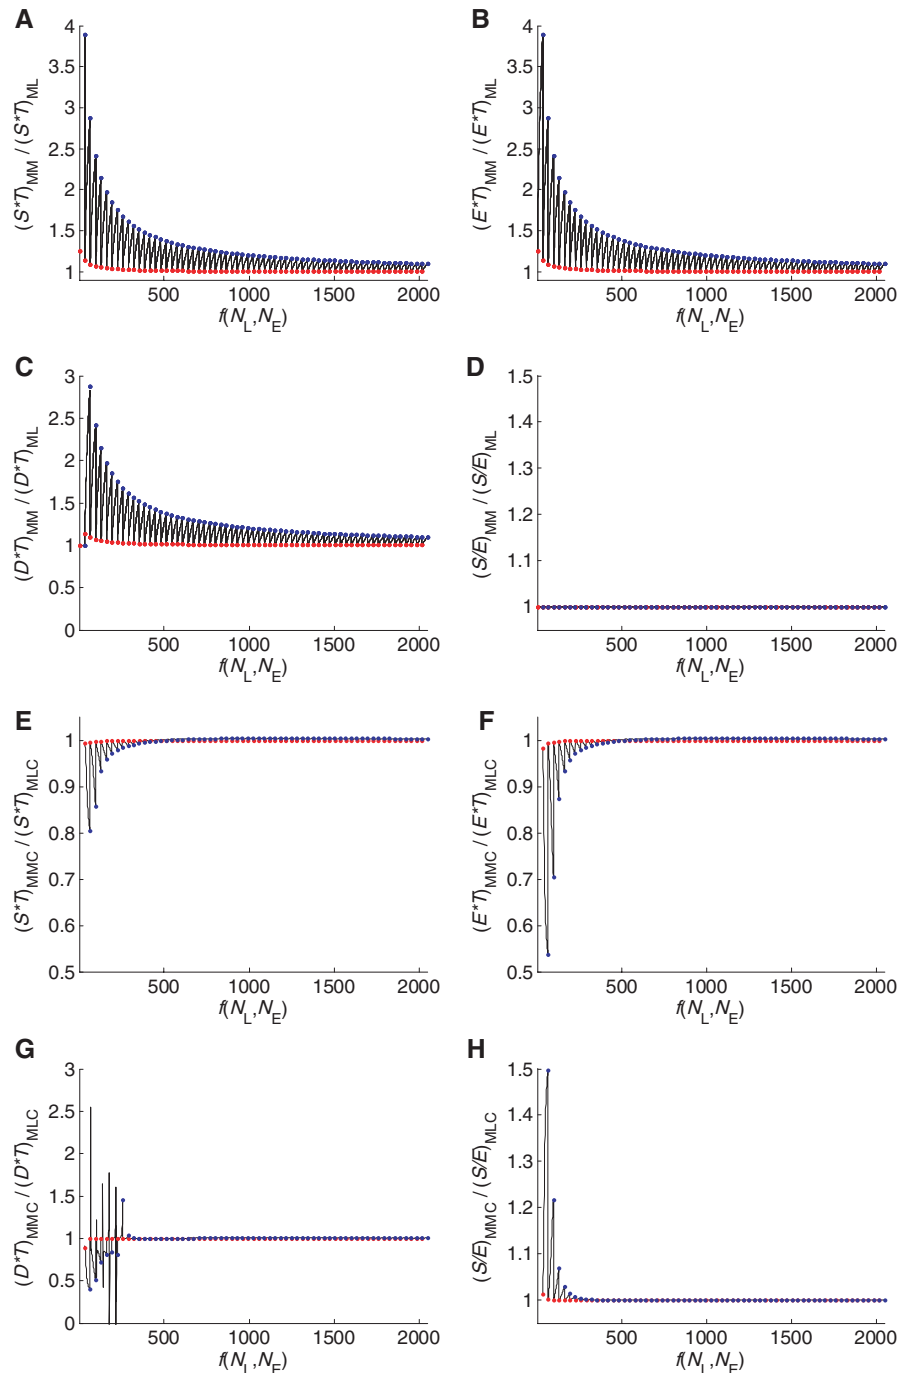 A
(S*T)MM / (S*T)ML
4
3.5
3
2.5
2
1.5
1
500 1000 1500 2000
f(NL,NE)
B
(E*T)MM / (E*T)ML
4
3.5
3
2.5
2
1.5
1
500 1000 1500 2000
f(NL,NE)
C
(D*T)MM / (D*T)ML
3
2.5
2
1.5
1
0.5
0
500 1000 1500 2000
f(NL,NE)
D
(S/E)MM / (S/E)ML
1.5
1.4
1.3
1.2
1.1
1
500 1000 1500 2000
f(NL,NE)
E
(S*T)MMC / (S*T)MLC
1
0.9
0.8
0.7
0.6
0.5
500 1000 1500 2000
f(NL,NE)
F
(E*T)MMC / (E*T)MLC
1
0.9
0.8
0.7
0.6
0.5
500 1000 1500 2000
f(NL,NE)
G
(D*T)MMC / (D*T)MLC
3
2.5
2
1.5
1
0.5
0
500 1000 1500 2000
f(NL,NE)
H
(S/E)MMC / (S/E)MLC
1.5
1.4
1.3
1.2
1.1
1
500 1000 1500 2000
f(NL,NE)